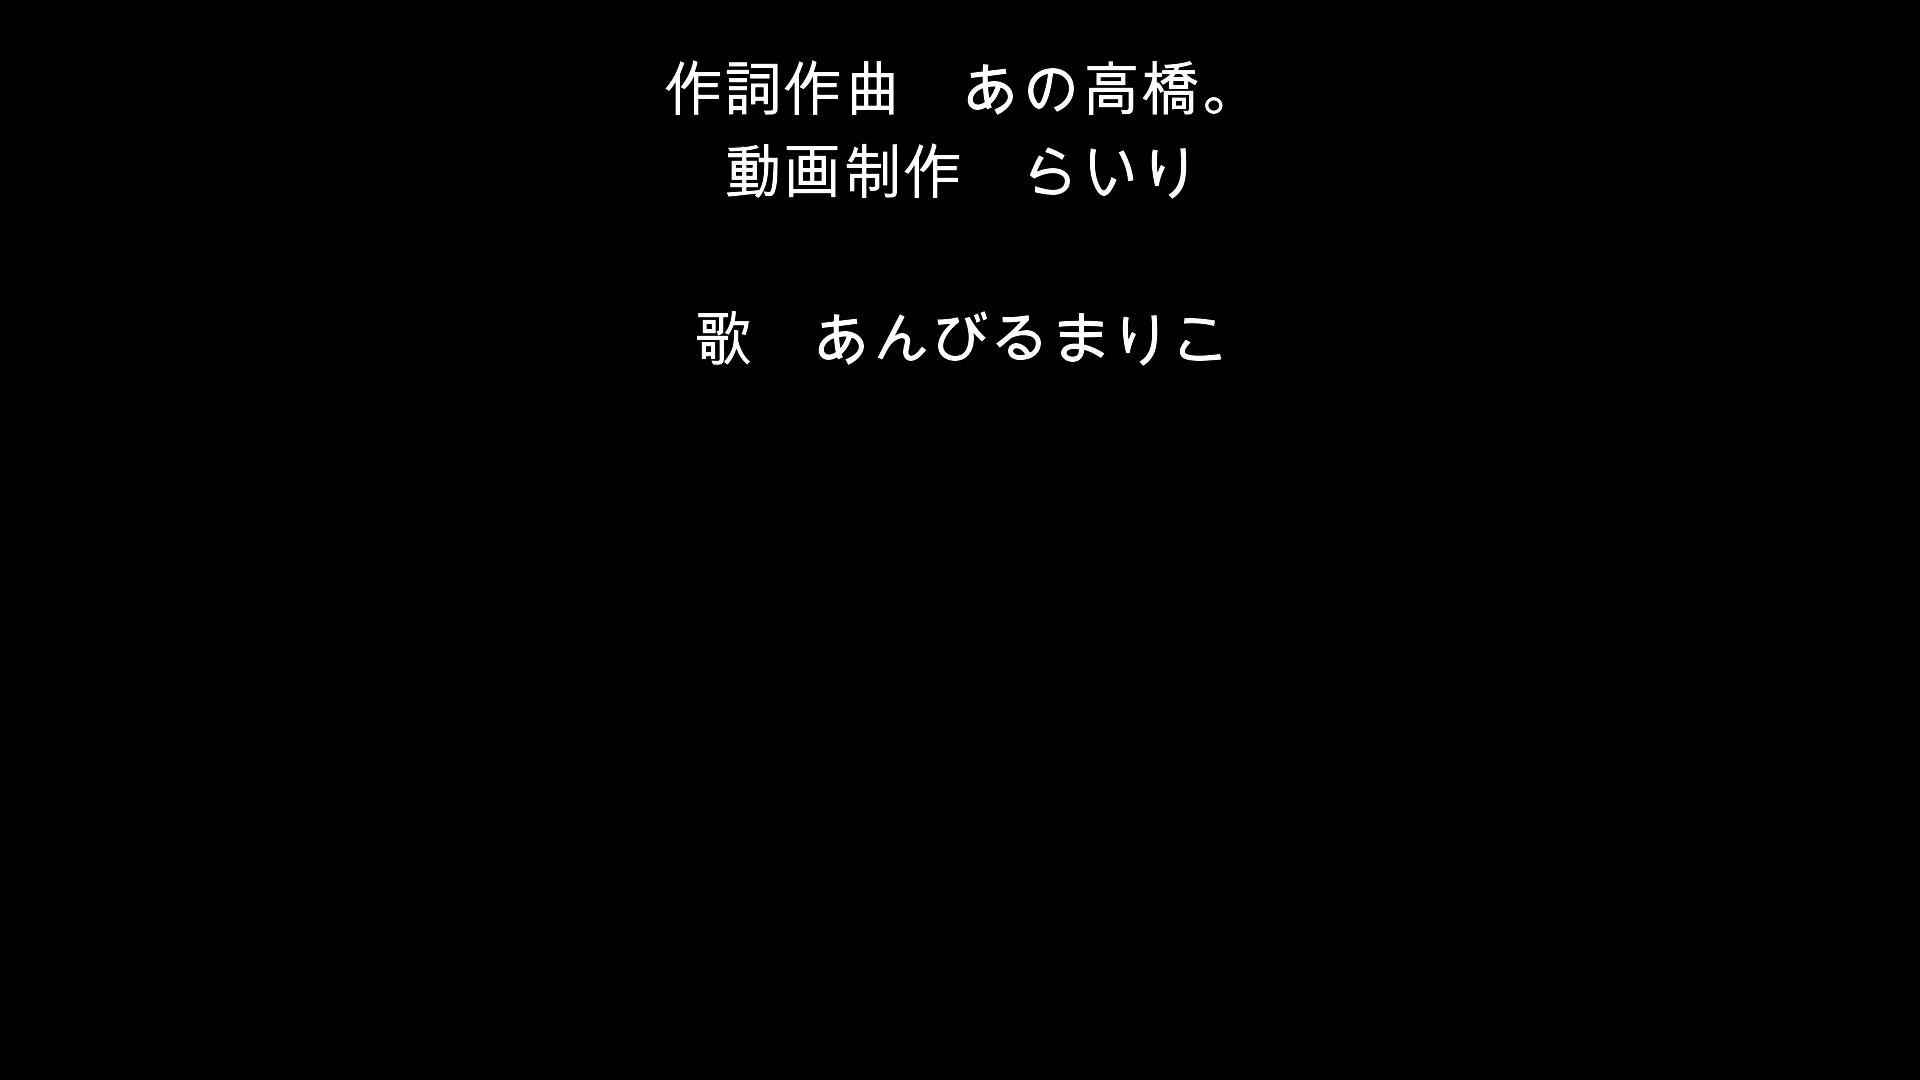 作詞作曲　あの高橋。
動画制作　らいり
歌　あんびるまりこ